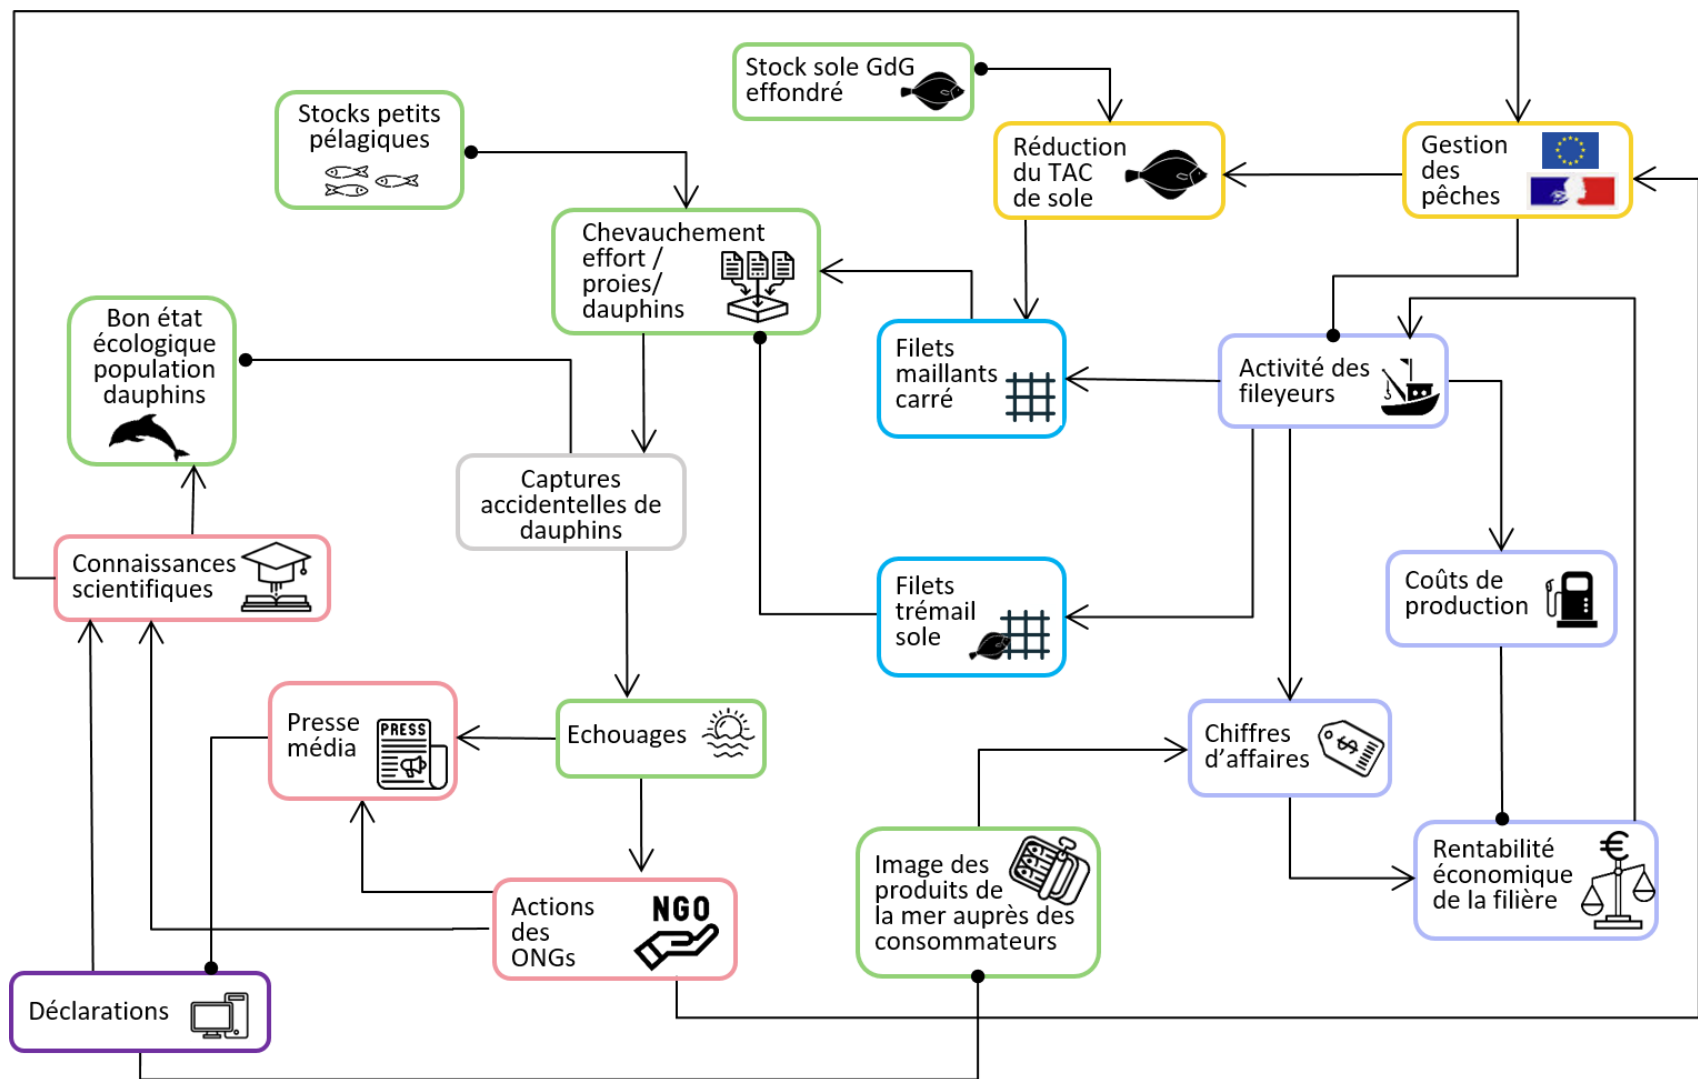 Stock sole GdG
effondré
Stocks petits
pélagiques
Réduction
du TAC
de sole
Gestion
des
pêches
Chevauchement
effort /
proies/
dauphins
Bon état
écologique
population
dauphins
Filets
maillants
carré
Activité des
fileyeurs
Captures
accidentelles de
dauphins
Connaissances
scientifiques
Filets
trémail
sole
Coûts de
production
Presse
média
PRESS
Echouages
Chiffres
d’affaires
$
Image des
produits de
la mer auprès des
consommateurs
Rentabilité
économique
de la filière
€
Actions
des
ONGs
NGO
Déclarations